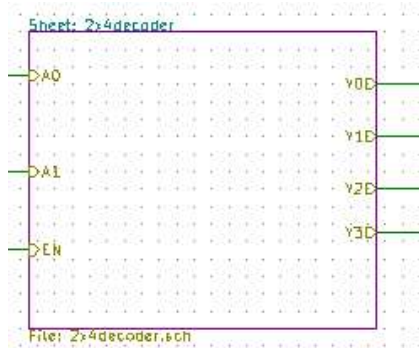 Sheet: 2x4decoder
A0
Y0
Y1
A1
Y2
Y3
EN
File: 2x4decoder.sch